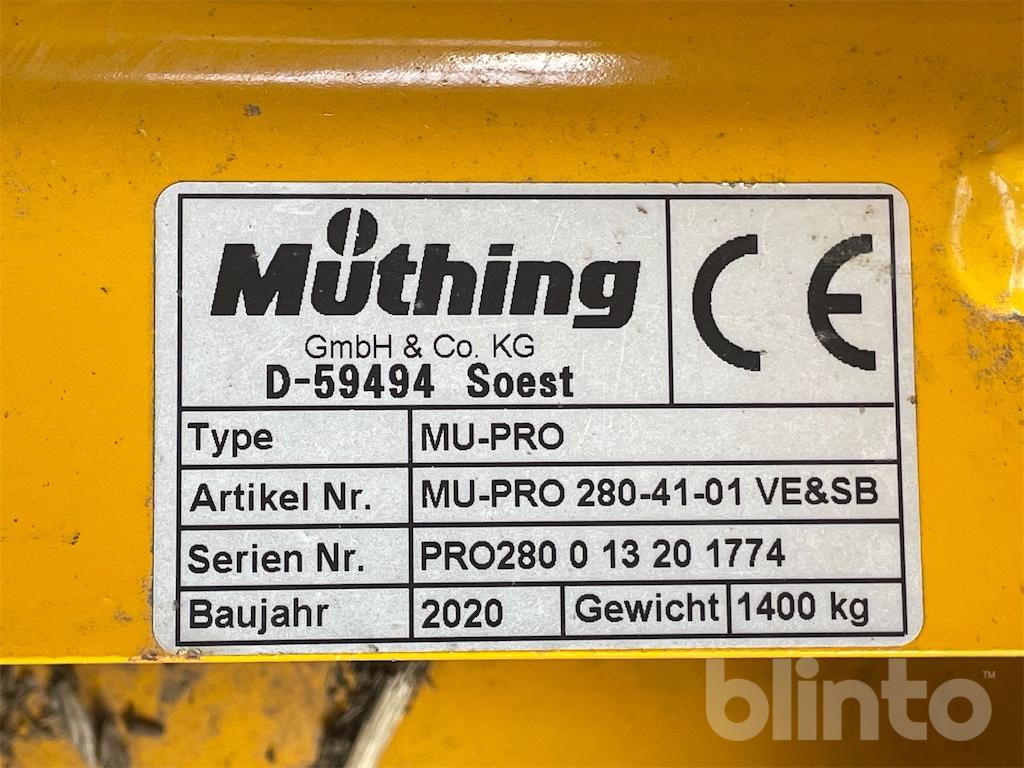 Müthing
GmbH & Co. KG
D-59494 Soest
CE
Type MU-PRO
Artikel Nr. MU-PRO 280-41-01 VE&SB
Serien Nr. PRO280 0 13 20 1774
Baujahr 2020 Gewicht 1400 kg
blinto™